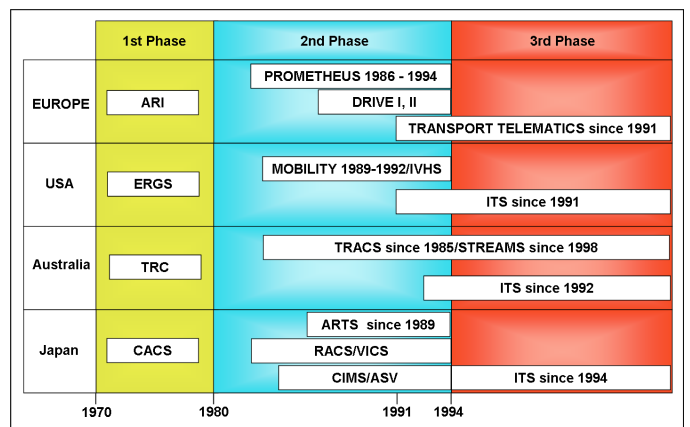 1st Phase
2nd Phase
3rd Phase
EUROPE
ARI
PROMETHEUS 1986 - 1994
DRIVE I, II
TRANSPORT TELEMATICS since 1991
USA
ERGS
MOBILITY 1989-1992/IVHS
ITS since 1991
Australia
TRC
TRACS since 1985/STREAMS since 1998
ITS since 1992
Japan
CACS
ARTS since 1989
RACS/VICS
CIMS/ASV
ITS since 1994
1970
1980
1991
1994